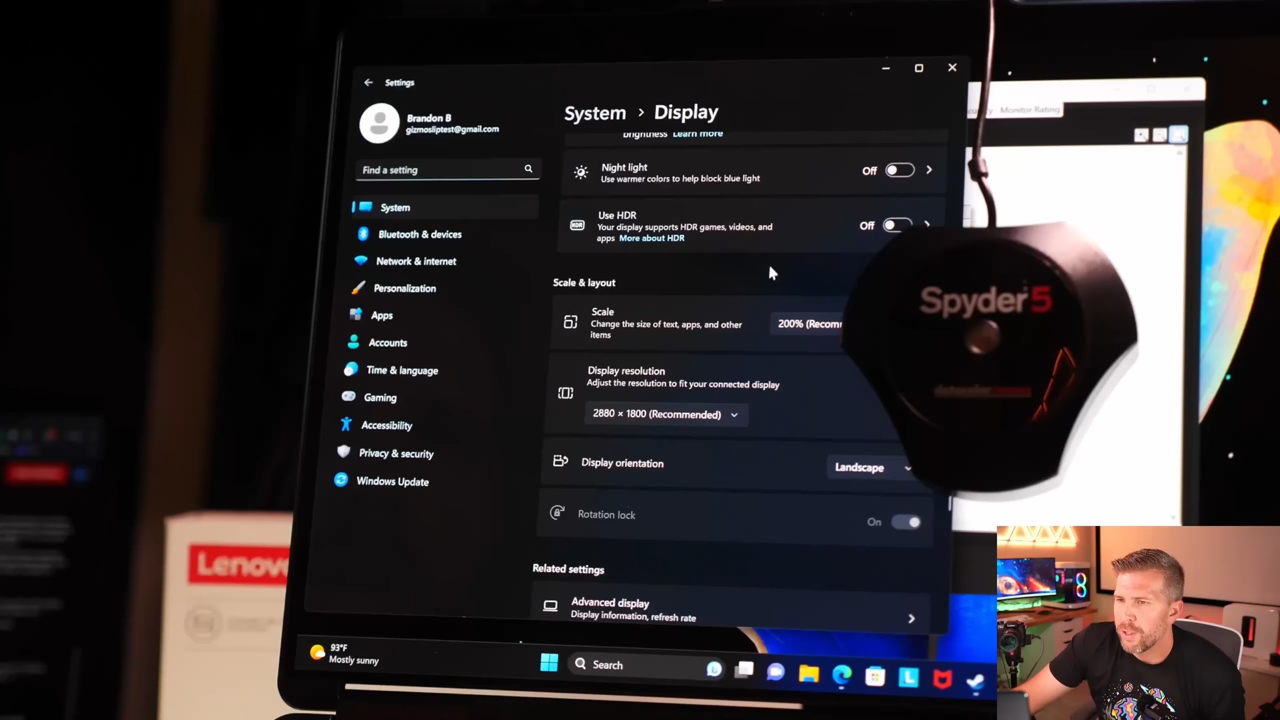 Settings
Brandon B
gizmosliptest@gmail.com
Find a setting
System
Bluetooth & devices
Network & internet
Personalization
Apps
Accounts
Time & language
Gaming
Accessibility
Privacy & security
Windows Update
System > Display
brightness Learn more
Night light
Use warmer colors to help block blue light
Off
Use HDR
Your display supports HDR games, videos, and
apps More about HDR
Off
Scale & layout
Scale
Change the size of text, apps, and other
items
200% (Recom
Display resolution
Adjust the resolution to fit your connected display
2880 × 1800 (Recommended)
Display orientation
Landscape
Rotation lock
On
Related settings
Advanced display
Display information, refresh rate
Monitor Rating
Spyder5
datacolor
Lenovo
93°F
Mostly sunny
Search